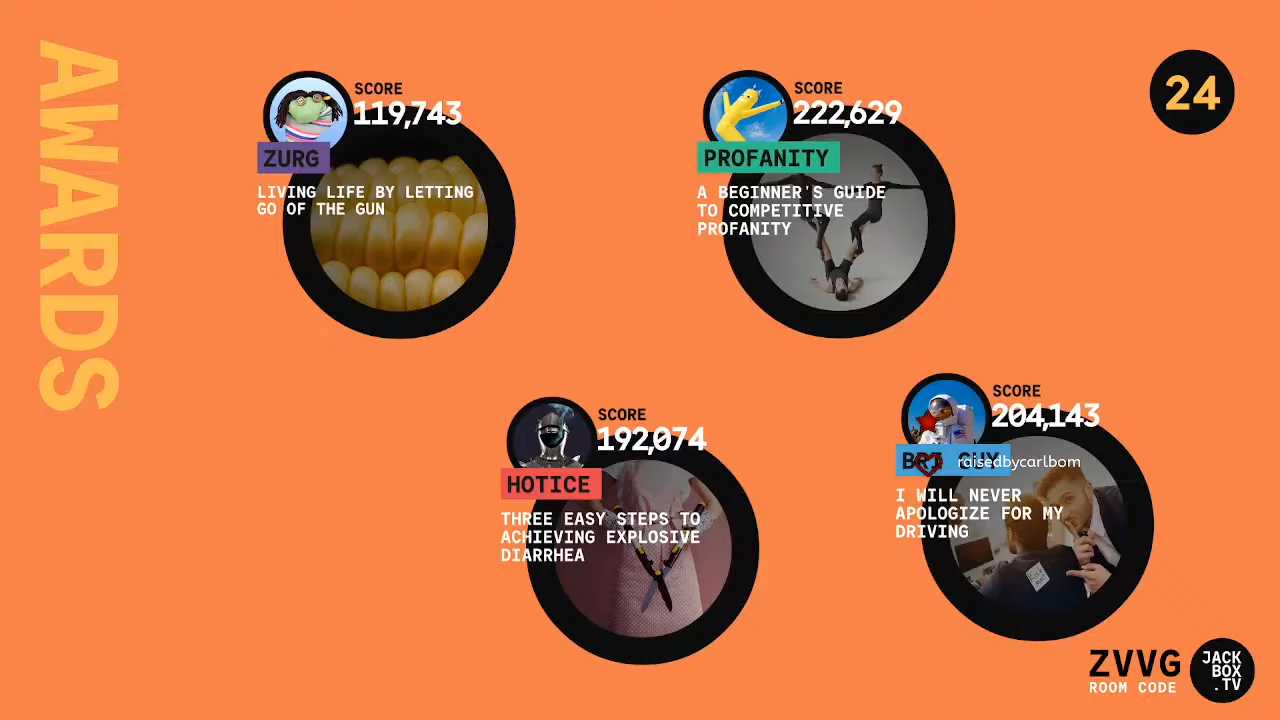 AWARDS
24
SCORE
119,743
ZURG
LIVING LIFE BY LETTING
GO OF THE GUN
SCORE
222,629
PROFANITY
A BEGINNER'S GUIDE
TO COMPETITIVE
PROFANITY
SCORE
192,074
HOTICE
THREE EASY STEPS TO
ACHIEVING EXPLOSIVE
DIARRHEA
SCORE
204,143
GUY
raisedbycarlbom
I WILL NEVER
APOLOGIZE FOR MY
DRIVING
ZVVG
ROOM CODE
JACK
BOX
.TV